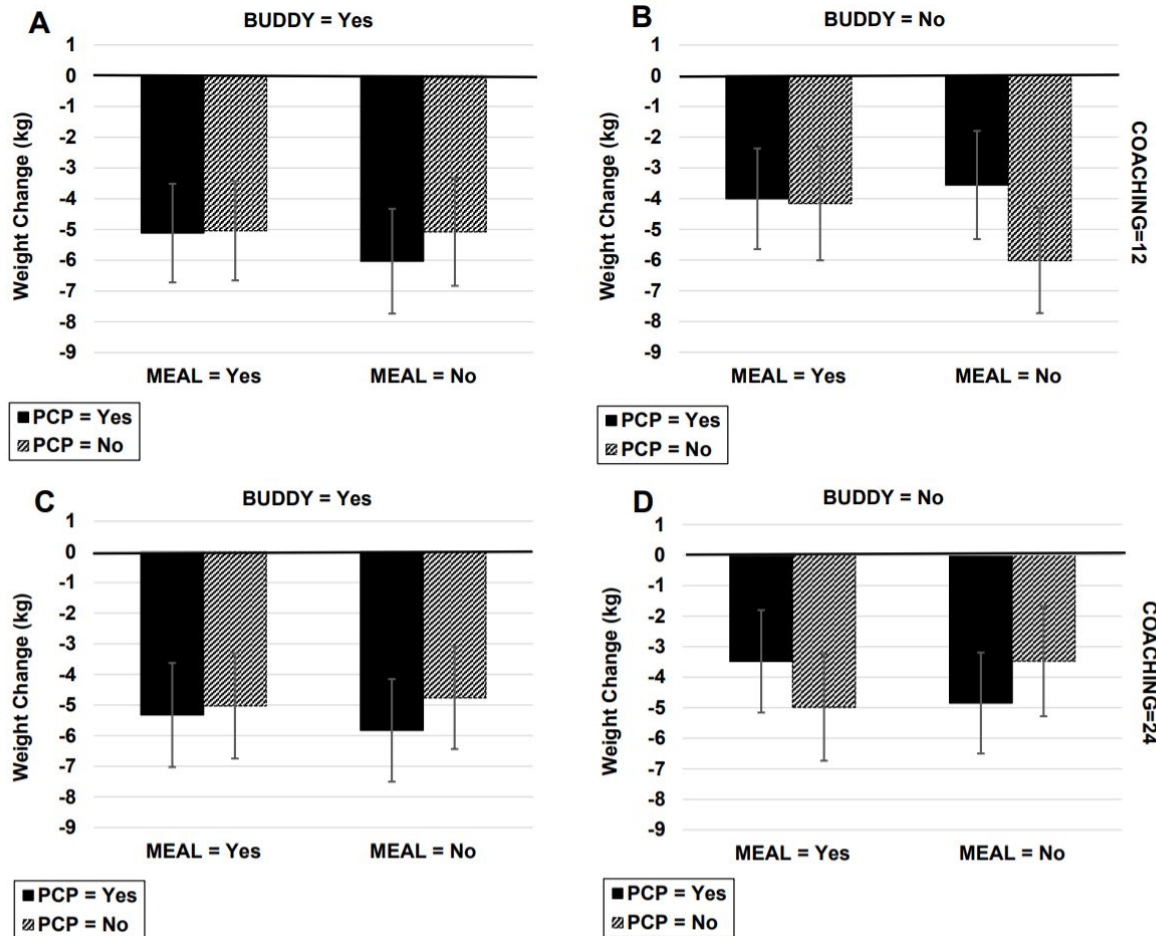 A
BUDDY = Yes
1
0
-1
-2
-3
-4
-5
-6
-7
-8
-9
Weight Change (kg)
MEAL = Yes MEAL = No
PCP = Yes
PCP = No
B
BUDDY = No
1
0
-1
-2
-3
-4
-5
-6
-7
-8
-9
Weight Change (kg)
MEAL = Yes MEAL = No
COACHING=12
PCP = Yes
PCP = No
C
BUDDY = Yes
1
0
-1
-2
-3
-4
-5
-6
-7
-8
-9
Weight Change (kg)
MEAL = Yes MEAL = No
PCP = Yes
PCP = No
D
BUDDY = No
1
0
-1
-2
-3
-4
-5
-6
-7
-8
-9
Weight Change (kg)
MEAL = Yes MEAL = No
COACHING=24
PCP = Yes
PCP = No